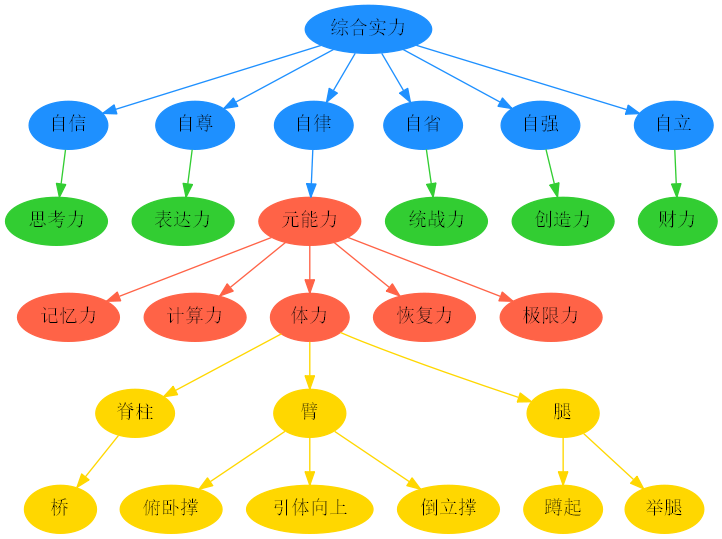 综合实力
自信
自尊
自律
自省
自强
自立
思考力
表达力
元能力
统战力
创造力
财力
记忆力
计算力
体力
恢复力
极限力
脊柱
臂
腿
桥
俯卧撑
引体向上
倒立撑
蹲起
举腿